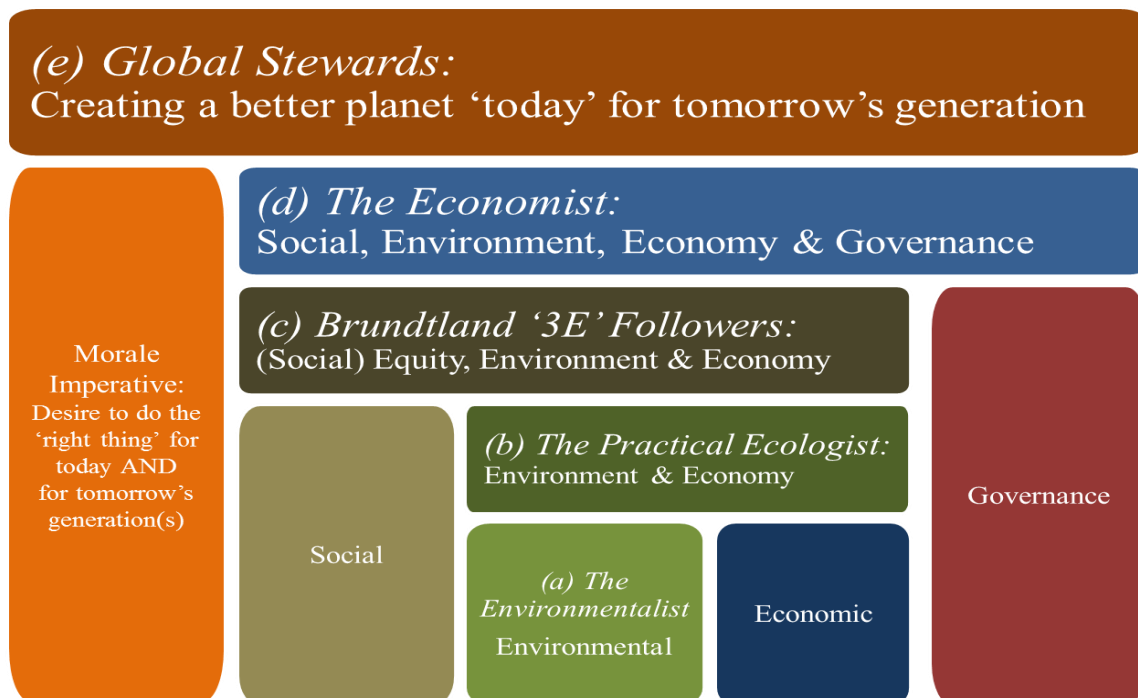 (e) Global Stewards:
Creating a better planet ‘today’ for tomorrow’s generation
(d) The Economist:
Social, Environment, Economy & Governance
(c) Brundtland ‘3E’ Followers:
(Social) Equity, Environment & Economy
Morale
Imperative:
Desire to do the
‘right thing’ for
today AND
for tomorrow’s
generation(s)
(b) The Practical Ecologist:
Environment & Economy
Governance
Social
(a) The
Environmentalist
Environmental
Economic